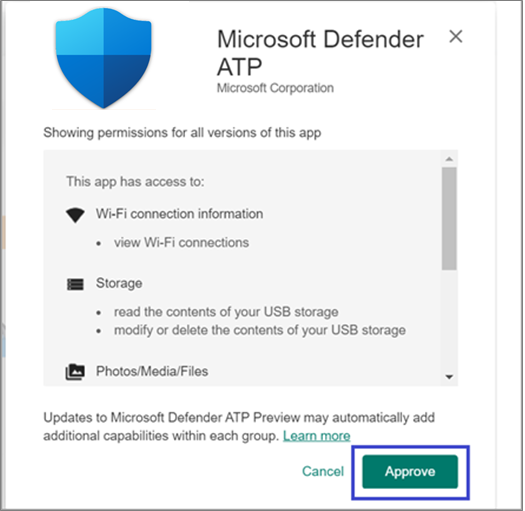 Microsoft Defender
ATP
Microsoft Corporation
Showing permissions for all versions of this app
This app has access to:
Wi-Fi connection information
• view Wi-Fi connections
Storage
• read the contents of your USB storage
• modify or delete the contents of your USB storage
Photos/Media/Files
Updates to Microsoft Defender ATP Preview may automatically add
additional capabilities within each group. Learn more
Cancel Approve